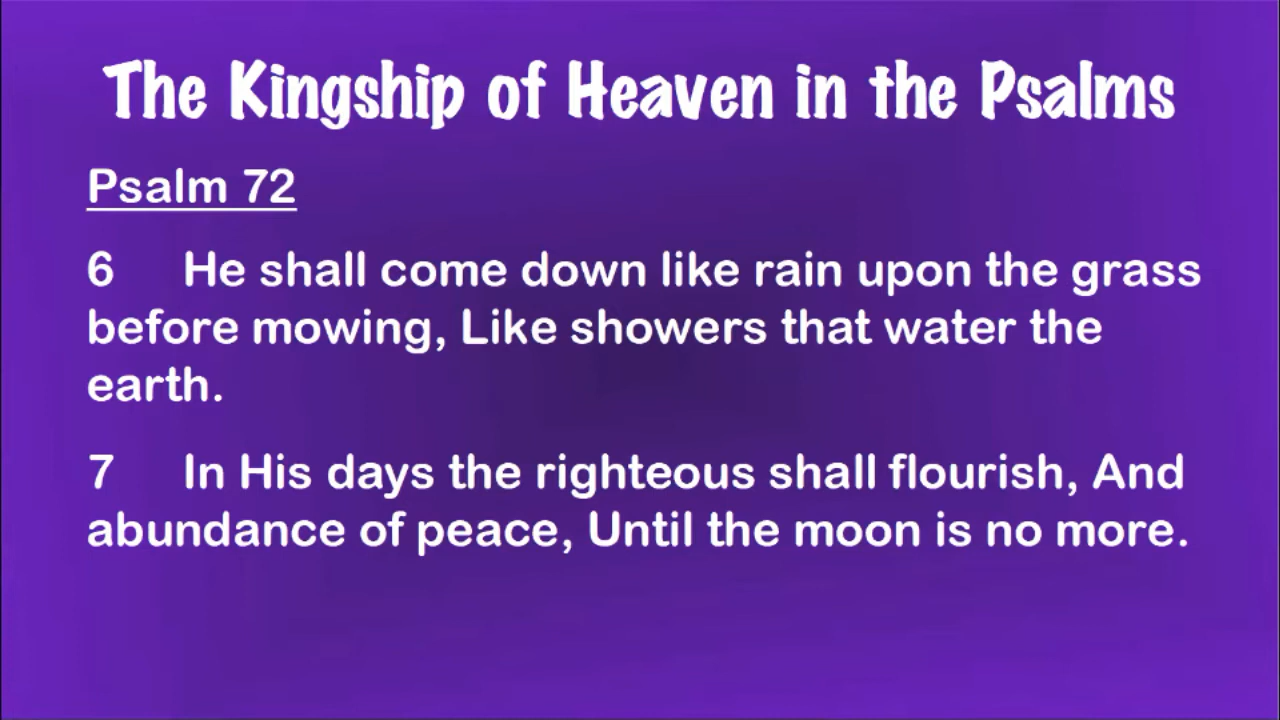 The Kingship of Heaven in the Psalms
Psalm 72
6 He shall come down like rain upon the grass
before mowing, Like showers that water the
earth.
7 In His days the righteous shall flourish, And
abundance of peace, Until the moon is no more.